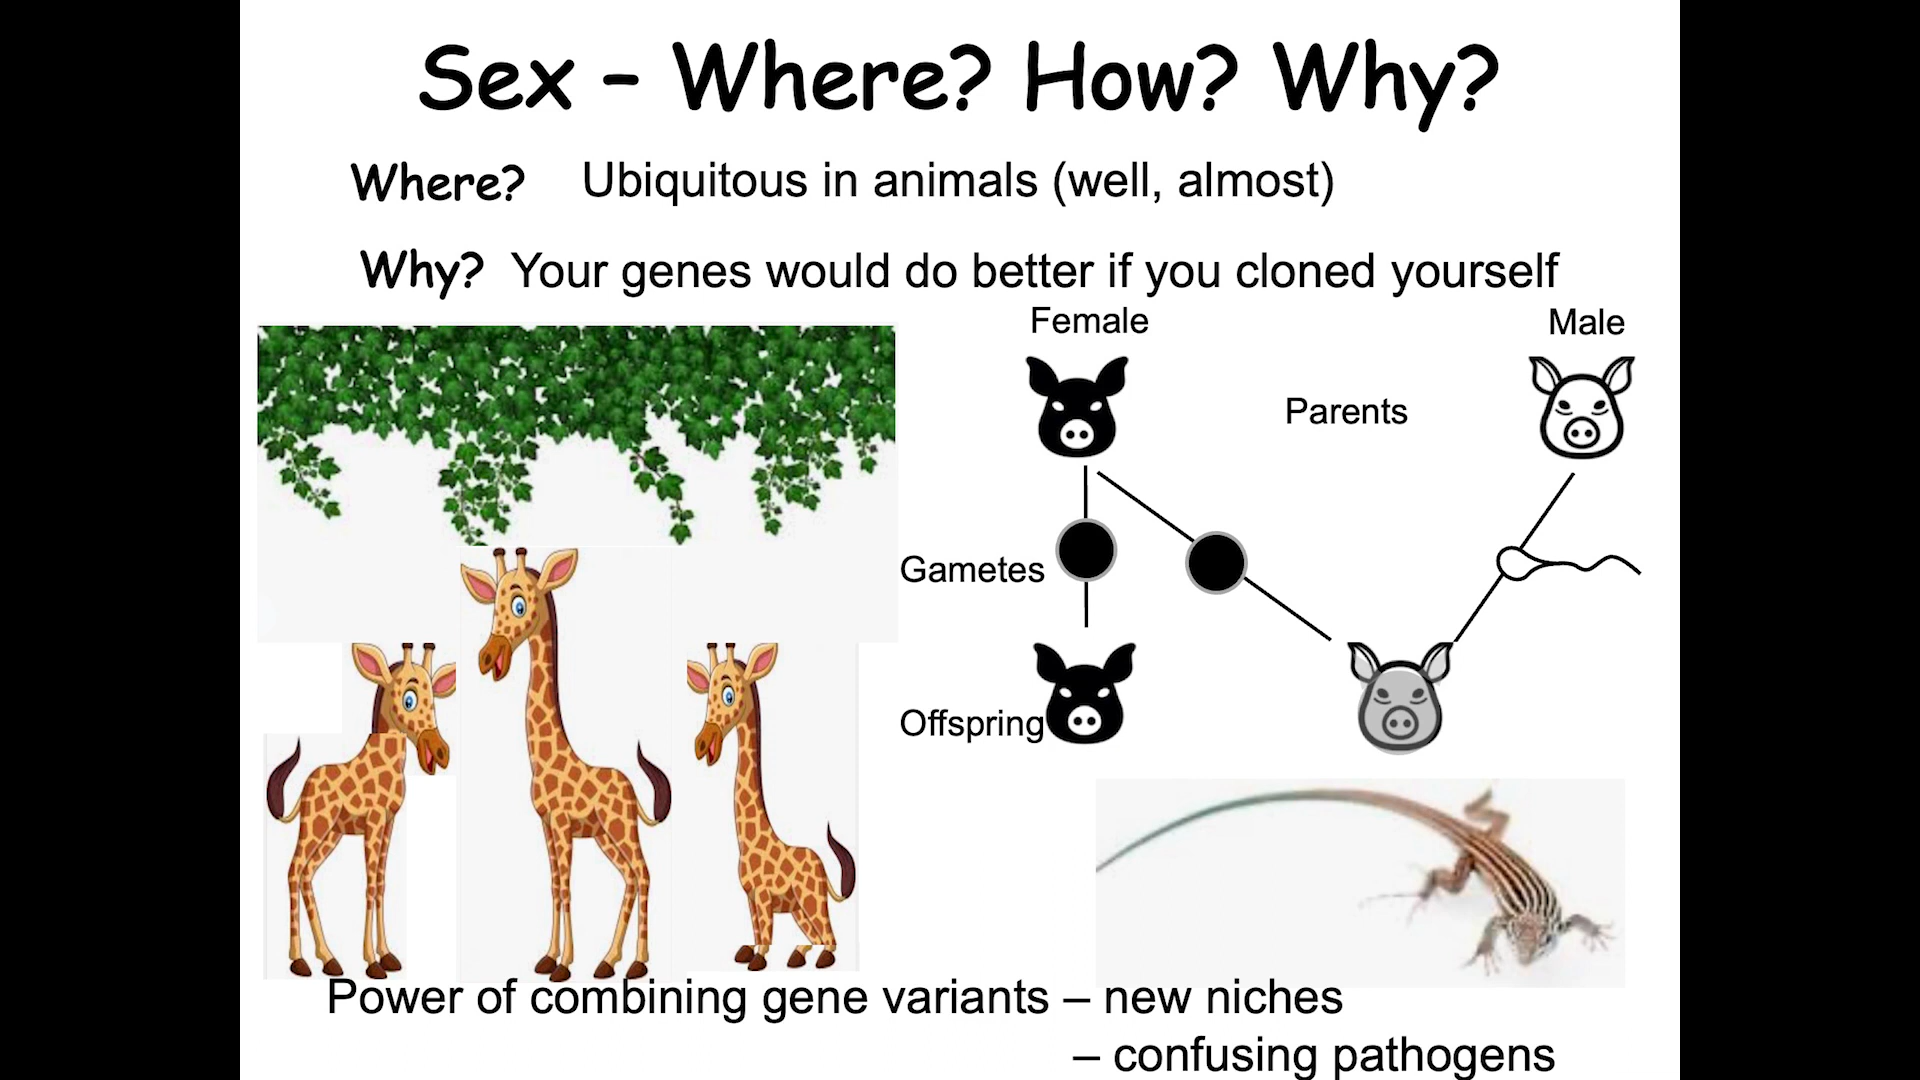 Sex – Where? How? Why?
Where? Ubiquitous in animals (well, almost)
Why? Your genes would do better if you cloned yourself
Female
Male
Parents
Gametes
Offspring
Power of combining gene variants – new niches
– confusing pathogens